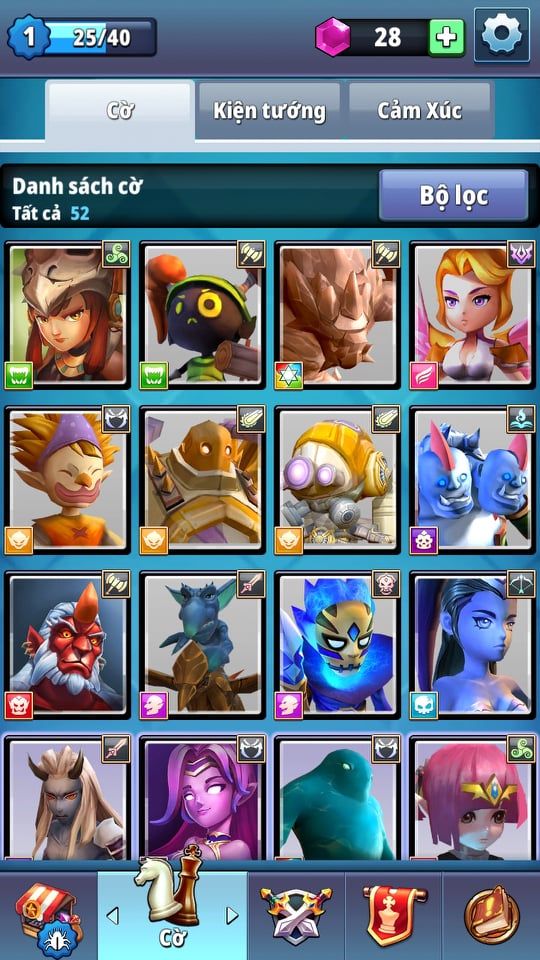 1 25/40 28
Cờ Kiện tướng Cảm Xúc
Danh sách cờ
Tất cả 52
Bộ lọc
Cờ